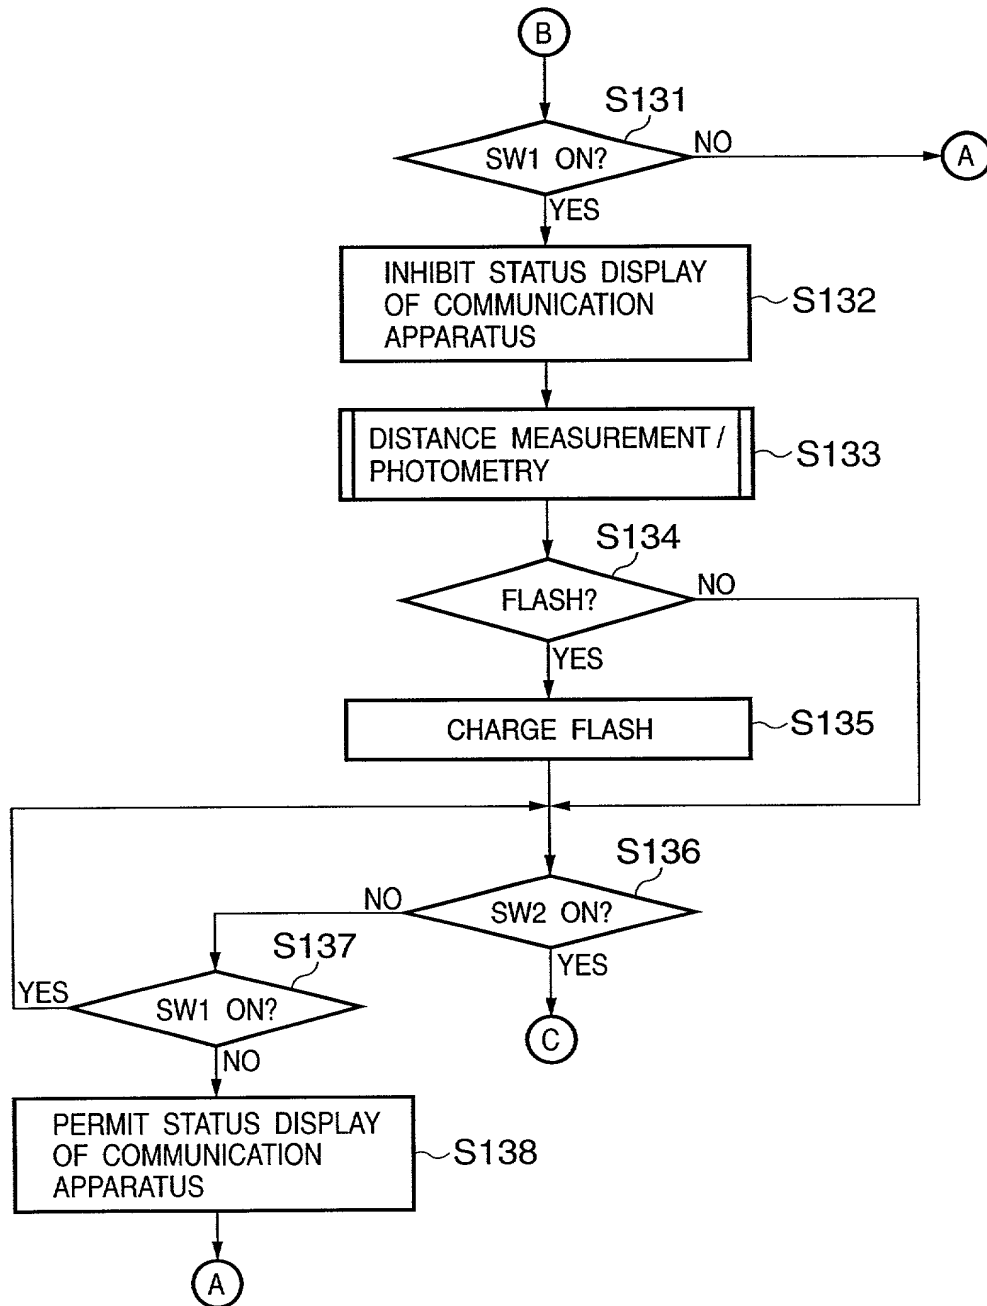 B
S131
SW1 ON?
NO
A
YES
INHIBIT STATUS DISPLAY
OF COMMUNICATION
APPARATUS
S132
DISTANCE MEASUREMENT /
PHOTOMETRY
S133
S134
FLASH?
NO
YES
CHARGE FLASH
S135
S136
SW2 ON?
NO
YES
C
S137
SW1 ON?
YES
NO
PERMIT STATUS DISPLAY
OF COMMUNICATION
APPARATUS
S138
A